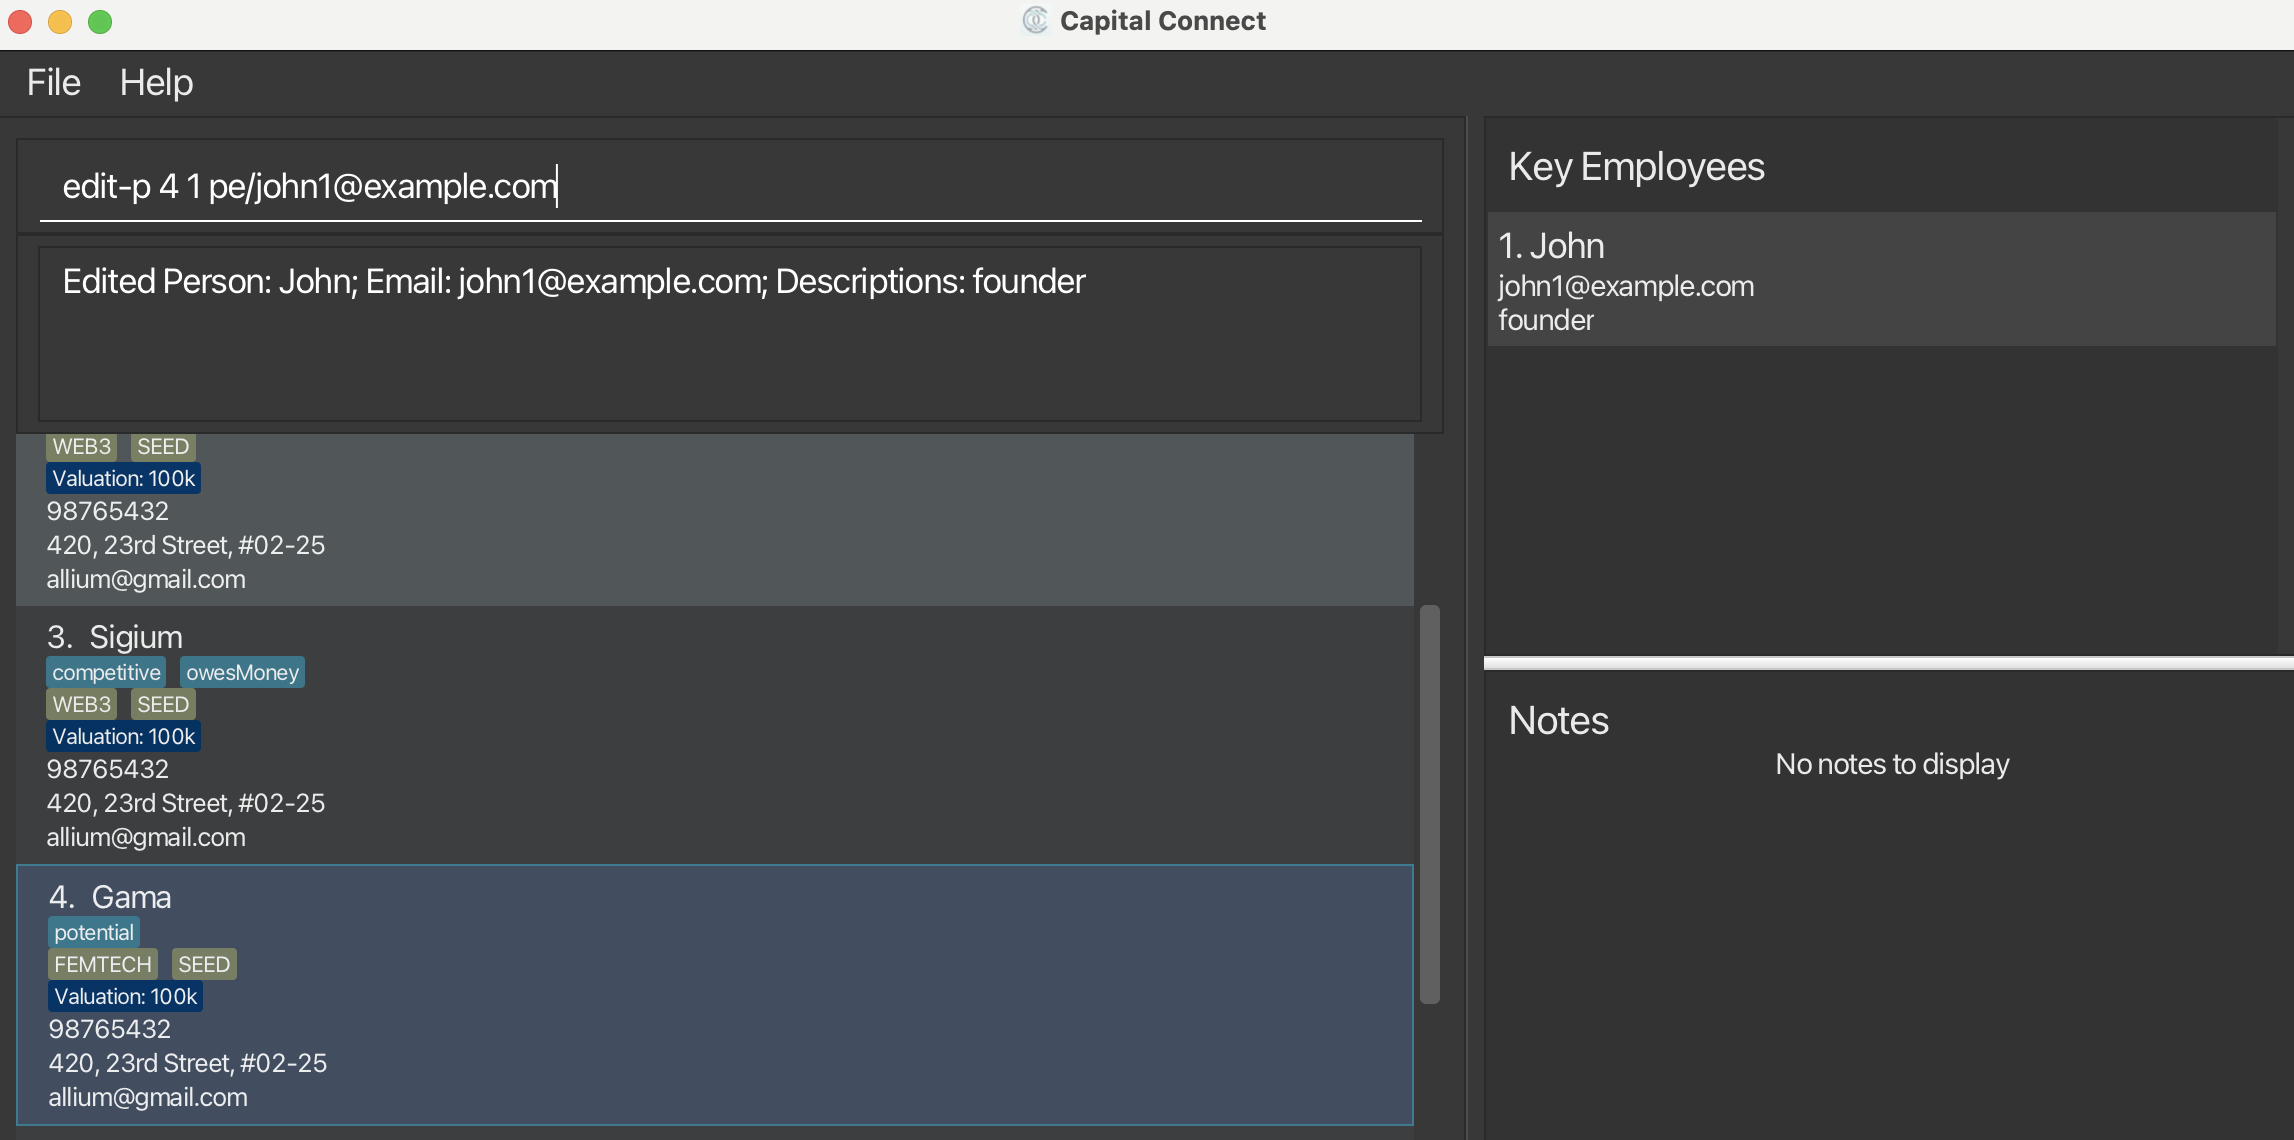 Capital Connect
File Help
edit-p 4 1 pe/john1@example.com
Edited Person: John; Email: john1@example.com; Descriptions: founder
WEB3 SEED
Valuation: 100k
98765432
420, 23rd Street, #02-25
allium@gmail.com
3. Sigium
competitive owesMoney
WEB3 SEED
Valuation: 100k
98765432
420, 23rd Street, #02-25
allium@gmail.com
4. Gama
potential
FEMTECH SEED
Valuation: 100k
98765432
420, 23rd Street, #02-25
allium@gmail.com
Key Employees
1. John
john1@example.com
founder
Notes
No notes to display